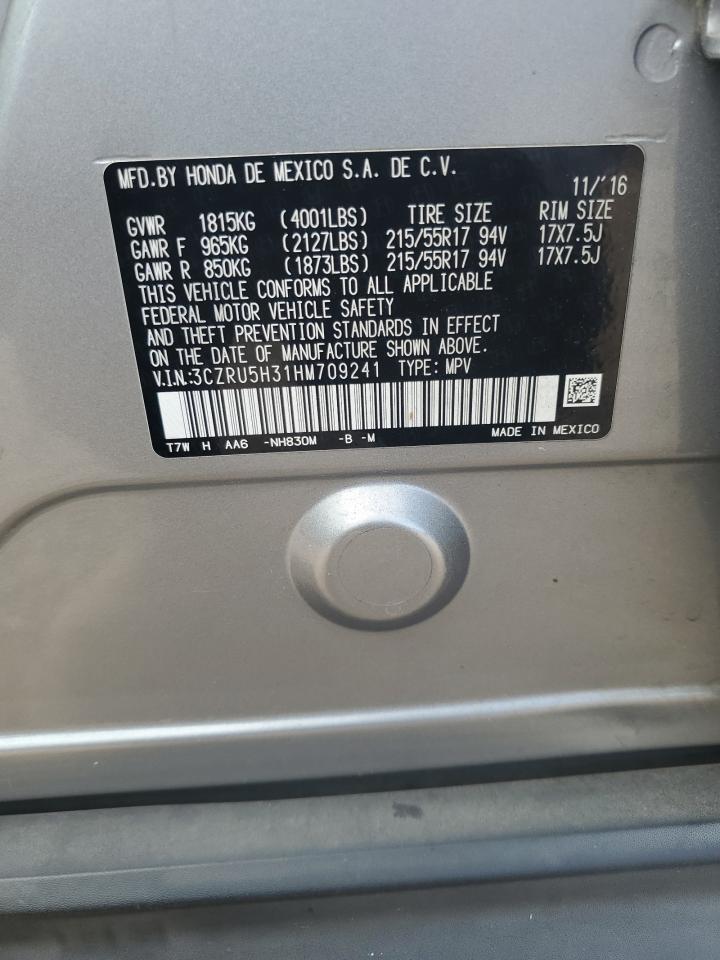 MFD.BY HONDA DE MEXICO S.A. DE C.V.
11/'16
GVWR 1815KG (4001LBS) TIRE SIZE RIM SIZE
GAWR F 965KG (2127LBS) 215/55R17 94V 17X7.5J
GAWR R 850KG (1873LBS) 215/55R17 94V 17X7.5J
THIS VEHICLE CONFORMS TO ALL APPLICABLE
FEDERAL MOTOR VEHICLE SAFETY
AND THEFT PREVENTION STANDARDS IN EFFECT
ON THE DATE OF MANUFACTURE SHOWN ABOVE.
V.I.N.:3CZRU5H31HM709241 TYPE: MPV
T7W H AA6 -NH830M -B -M MADE IN MEXICO